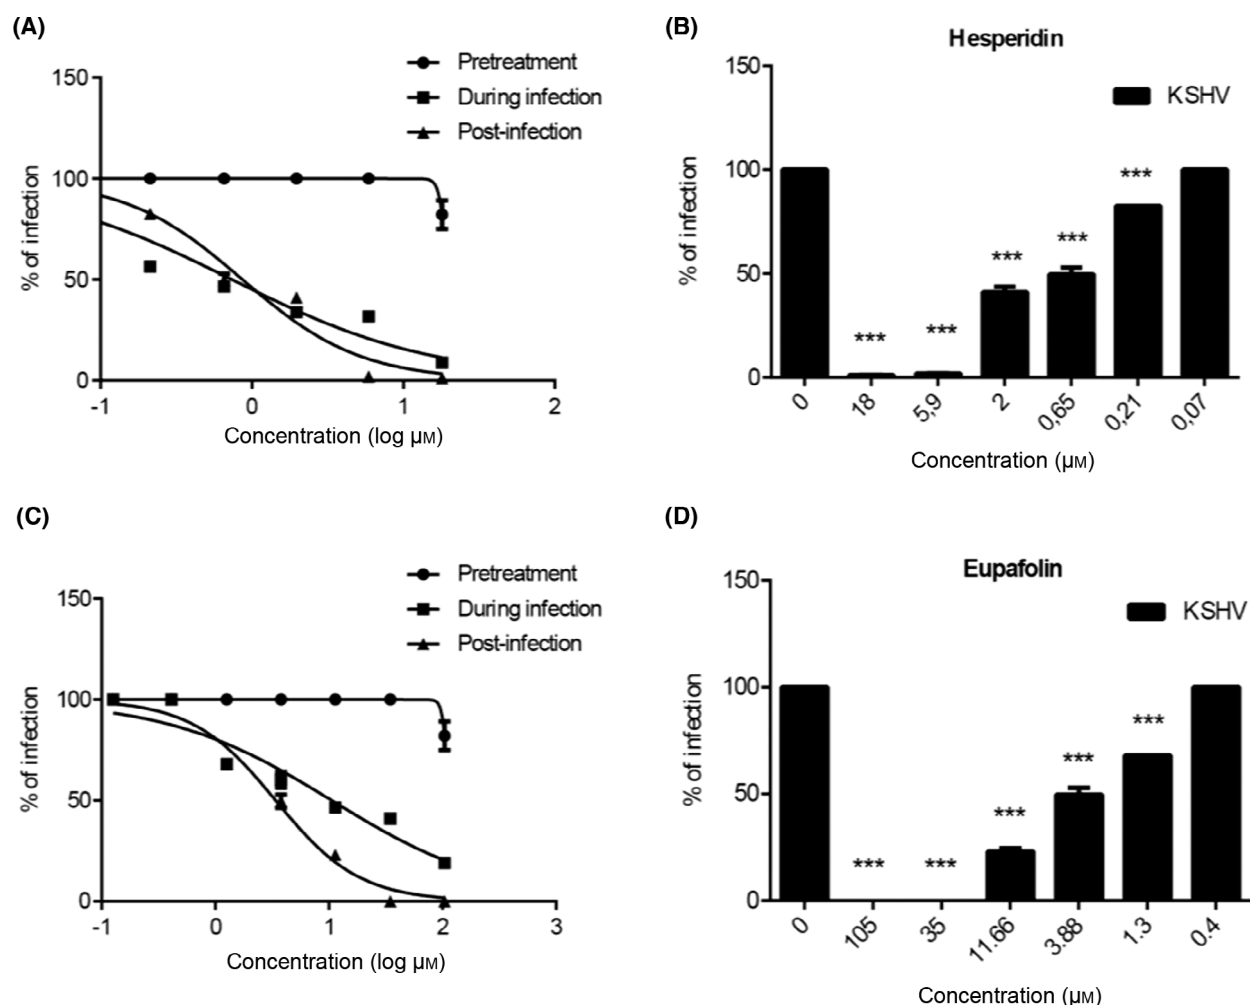 (A)
Pretreatment
During infection
Post-infection
150
100
50
0
% of infection
-1
0
1
2
Concentration (log µM)
(B)
Hesperidin
KSHV
150
100
50
0
% of infection
***
***
***
***
***
0
18
5,9
2
0,65
0,21
0,07
Concentration (µM)
(C)
Pretreatment
During infection
Post-infection
150
100
50
0
% of infection
-1
0
1
2
3
Concentration (log µM)
(D)
Eupafolin
KSHV
150
100
50
0
% of infection
***
***
***
***
***
0
105
35
11.66
3.88
1.3
0.4
Concentration (µM)